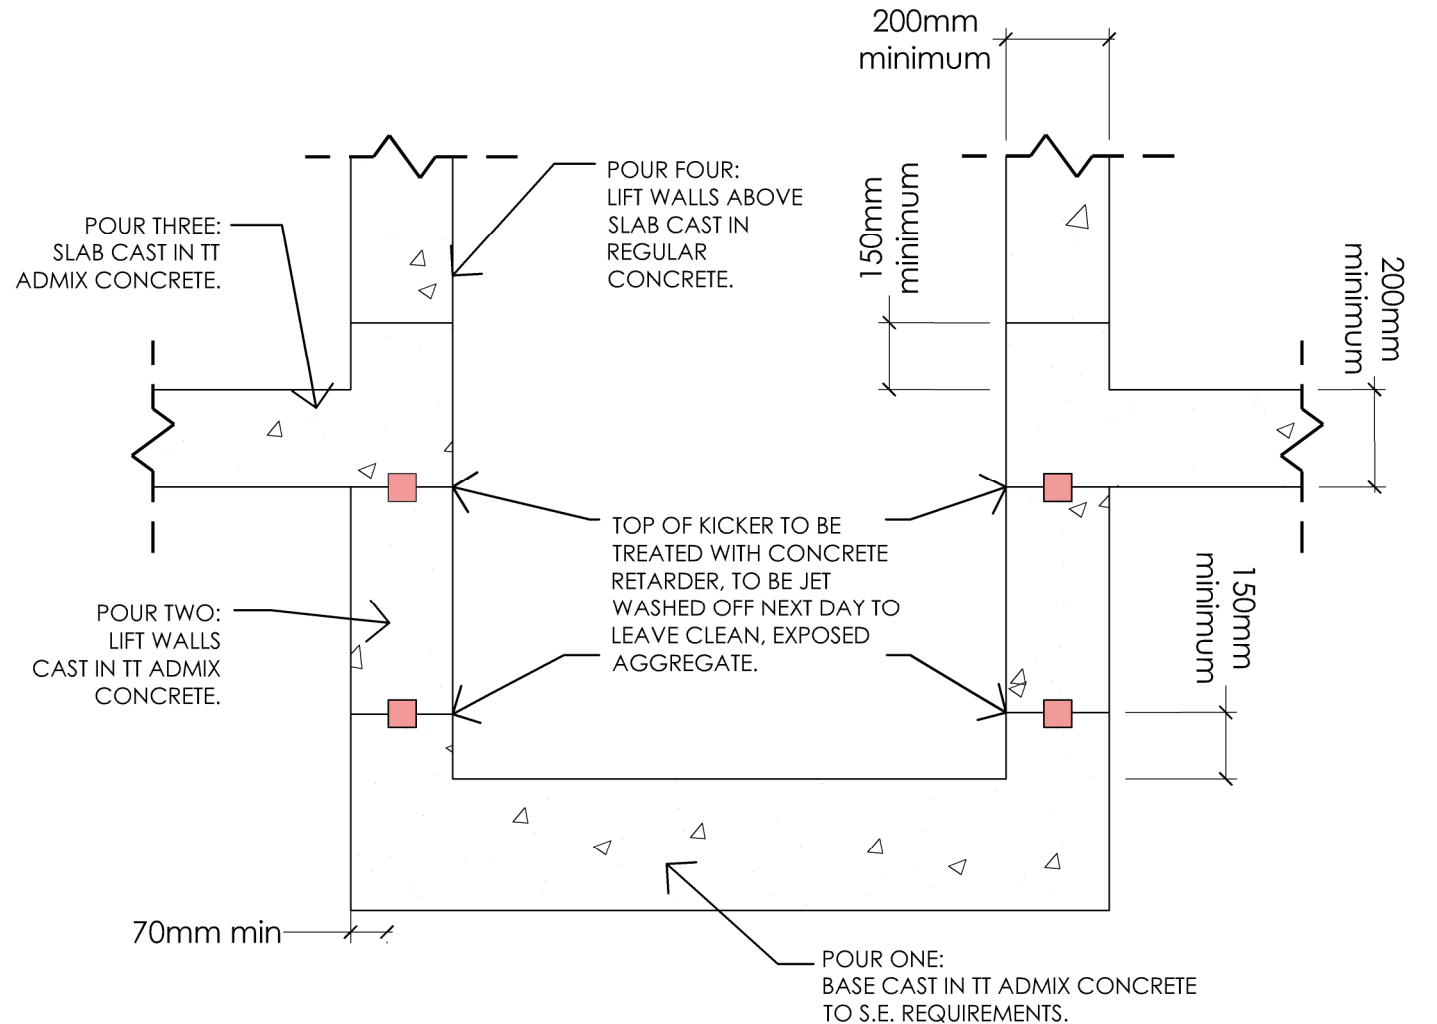 200mm
minimum
POUR FOUR:
LIFT WALLS ABOVE
SLAB CAST IN
REGULAR
CONCRETE.
POUR THREE:
SLAB CAST IN TT
ADMIX CONCRETE.
150mm
minimum
200mm
minimum
TOP OF KICKER TO BE
TREATED WITH CONCRETE
RETARDER, TO BE JET
WASHED OFF NEXT DAY TO
LEAVE CLEAN, EXPOSED
AGGREGATE.
POUR TWO:
LIFT WALLS
CAST IN TT ADMIX
CONCRETE.
150mm
minimum
70mm min
POUR ONE:
BASE CAST IN TT ADMIX CONCRETE
TO S.E. REQUIREMENTS.